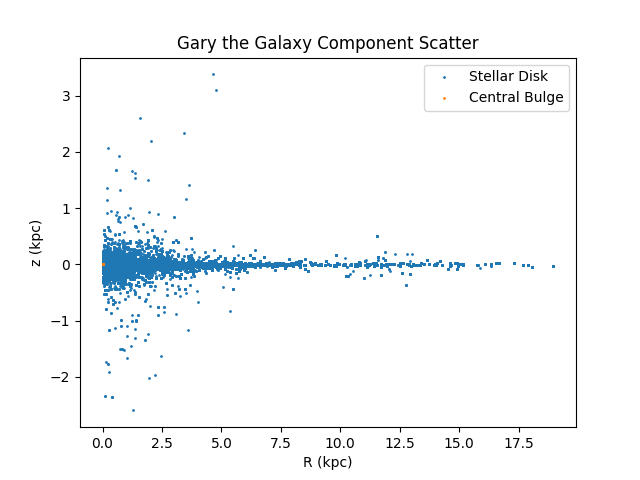 Gary the Galaxy Component Scatter
Stellar Disk
Central Bulge
3
2
1
0
−1
−2
z (kpc)
0.0 2.5 5.0 7.5 10.0 12.5 15.0 17.5
R (kpc)